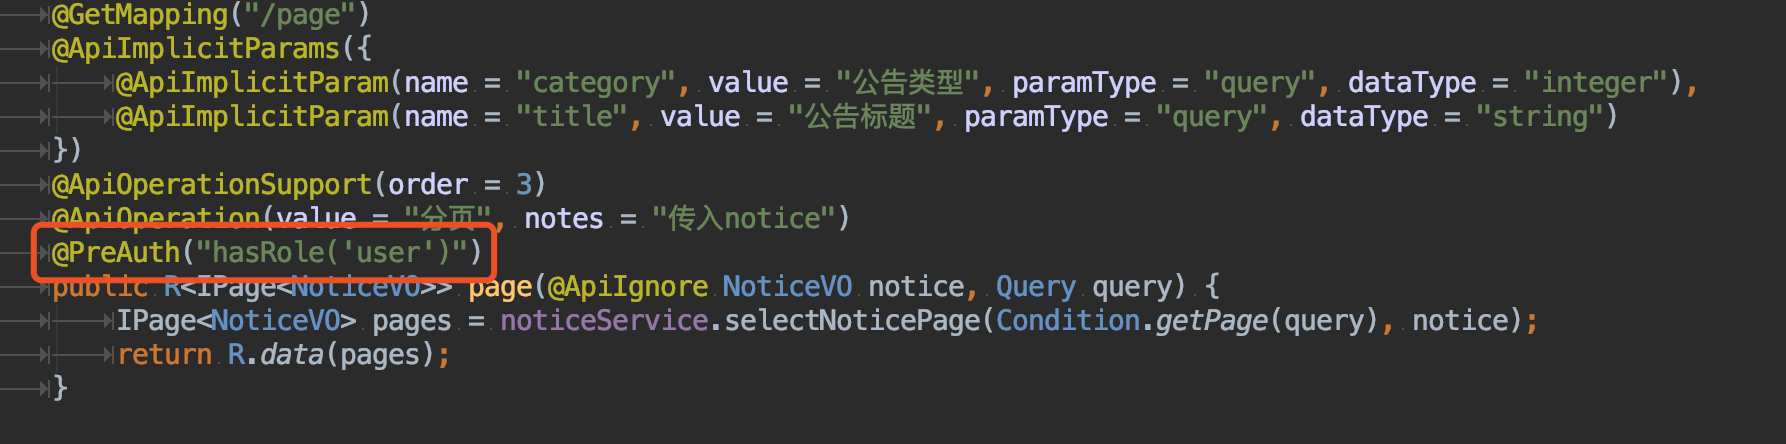 @GetMapping("/page")
@ApiImplicitParams({
@ApiImplicitParam(name = "category", value = "公告类型", paramType = "query", dataType = "integer"),
@ApiImplicitParam(name = "title", value = "公告标题", paramType = "query", dataType = "string")
})
@ApiOperationSupport(order = 3)
@ApiOperation(value = "分页", notes = "传入notice")
@PreAuth("hasRole('user')")
public R<IPage<NoticeVO>> page(@ApiIgnore NoticeVO notice, Query query) {
IPage<NoticeVO> pages = noticeService.selectNoticePage(Condition.getPage(query), notice);
return R.data(pages);
}